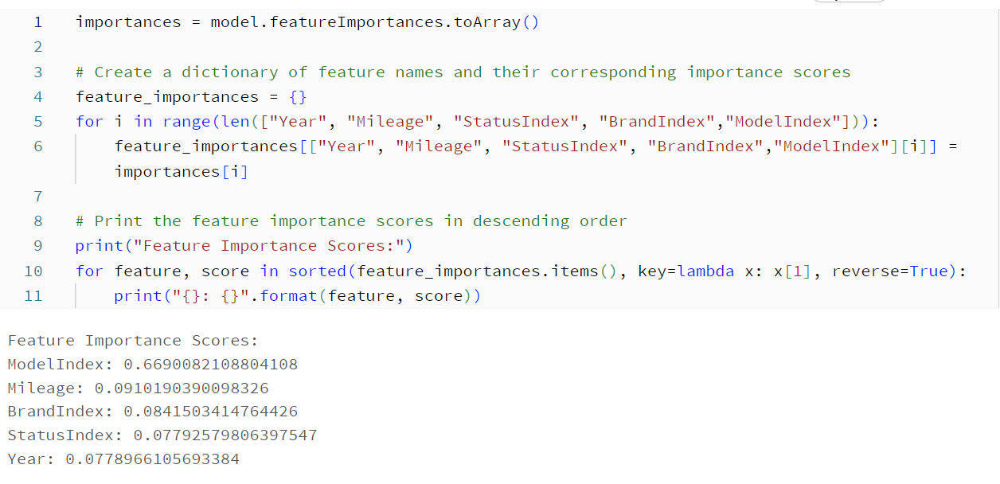 1 importances = model.featureImportances.toArray()
2
3 # Create a dictionary of feature names and their corresponding importance scores
4 feature_importances = {}
5 for i in range(len(["Year", "Mileage", "StatusIndex", "BrandIndex","ModelIndex"])):
6 feature_importances[["Year", "Mileage", "StatusIndex", "BrandIndex","ModelIndex"][i]] =
importances[i]
7
8 # Print the feature importance scores in descending order
9 print("Feature Importance Scores:")
10 for feature, score in sorted(feature_importances.items(), key=lambda x: x[1], reverse=True):
11 print("{}: {}".format(feature, score))
Feature Importance Scores:
ModelIndex: 0.6690082108804108
Mileage: 0.0910190390098326
BrandIndex: 0.0841503414764426
StatusIndex: 0.07792579806397547
Year: 0.0778966105693384